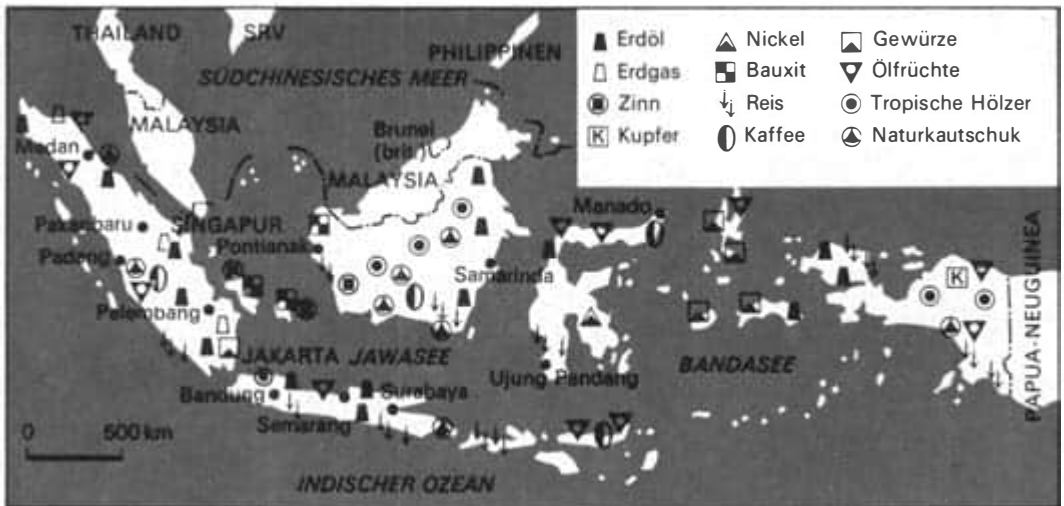 THAILAND
SRV
PHILIPPINEN
SÜDCHINESISCHES MEER
MALAYSIA
Brunei
(brit.)
MALAYSIA
Medan
Pakanbaru
SINGAPUR
Padang
Pontianak
Samarinda
Manado
Pelembang
JAKARTA
JAWASEE
BANDASEE
Ujung Pandang
Bandung
Surabaya
Semarang
PAPUA-NEUGUINEA
0
500 km
INDISCHER OZEAN
Erdöl
Erdgas
Zinn
K Kupfer
Nickel
Bauxit
Reis
Kaffee
Gewürze
Ölfrüchte
Tropische Hölzer
Naturkautschuk
K